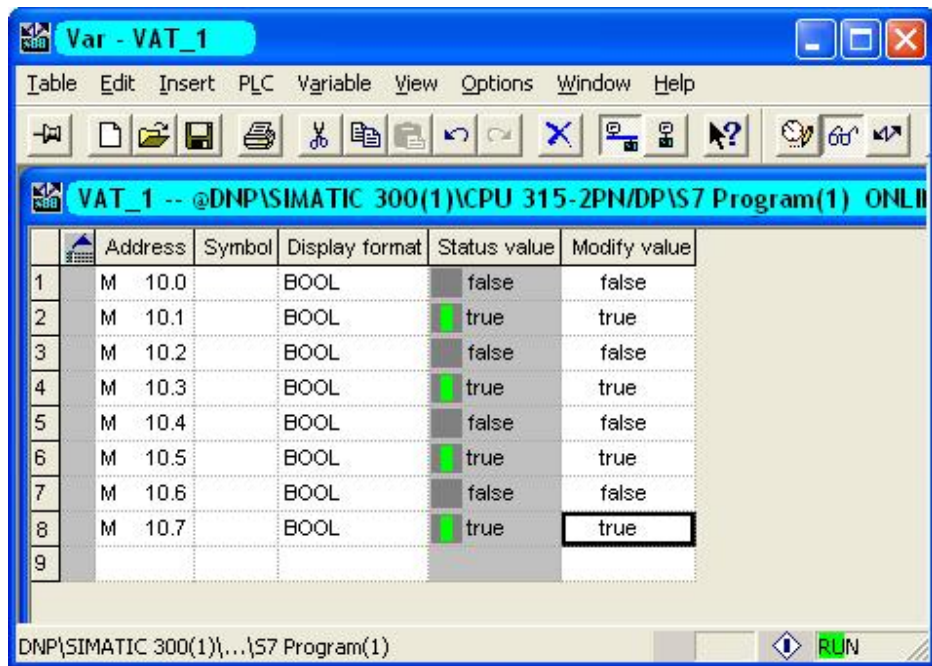 Var - VAT_1
Table Edit Insert PLC Variable View Options Window Help
VAT_1 -- @DNP\SIMATIC 300(1)\CPU 315-2PN/DP\S7 Program(1) ONLI
Address Symbol Display format Status value Modify value
1 M 10.0 BOOL false false
2 M 10.1 BOOL true true
3 M 10.2 BOOL false false
4 M 10.3 BOOL true true
5 M 10.4 BOOL false false
6 M 10.5 BOOL true true
7 M 10.6 BOOL false false
8 M 10.7 BOOL true true
9
DNP\SIMATIC 300(1)\...\S7 Program(1) RUN